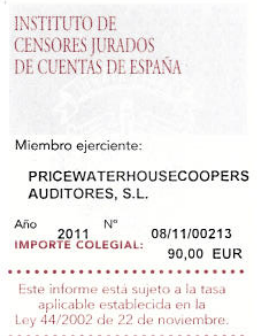 INSTITUTO DE
CENSORES JURADOS
DE CUENTAS DE ESPAÑA
Miembro ejerciente:
PRICEWATERHOUSECOOPERS
AUDITORES, S.L.
Año 2011 Nº 08/11/00213
IMPORTE COLEGIAL: 90,00 EUR
Este informe está sujeto a la tasa
aplicable establecida en la
Ley 44/2002 de 22 de noviembre.